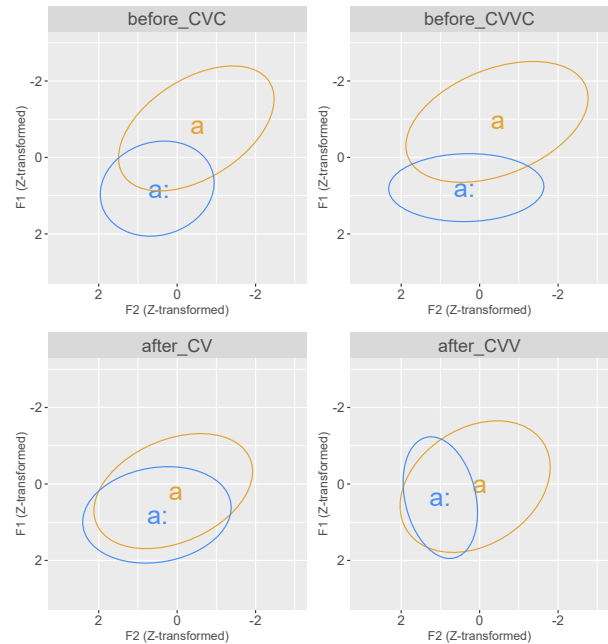 before_CVC
before_CVVC
F1 (Z-transformed)
-2
0
2
a
a:
2
0
-2
F2 (Z-transformed)
F1 (Z-transformed)
-2
0
2
a
a:
2
0
-2
F2 (Z-transformed)
after_CV
after_CVV
F1 (Z-transformed)
-2
0
2
a
a:
2
0
-2
F2 (Z-transformed)
F1 (Z-transformed)
-2
0
2
a
a:
2
0
-2
F2 (Z-transformed)